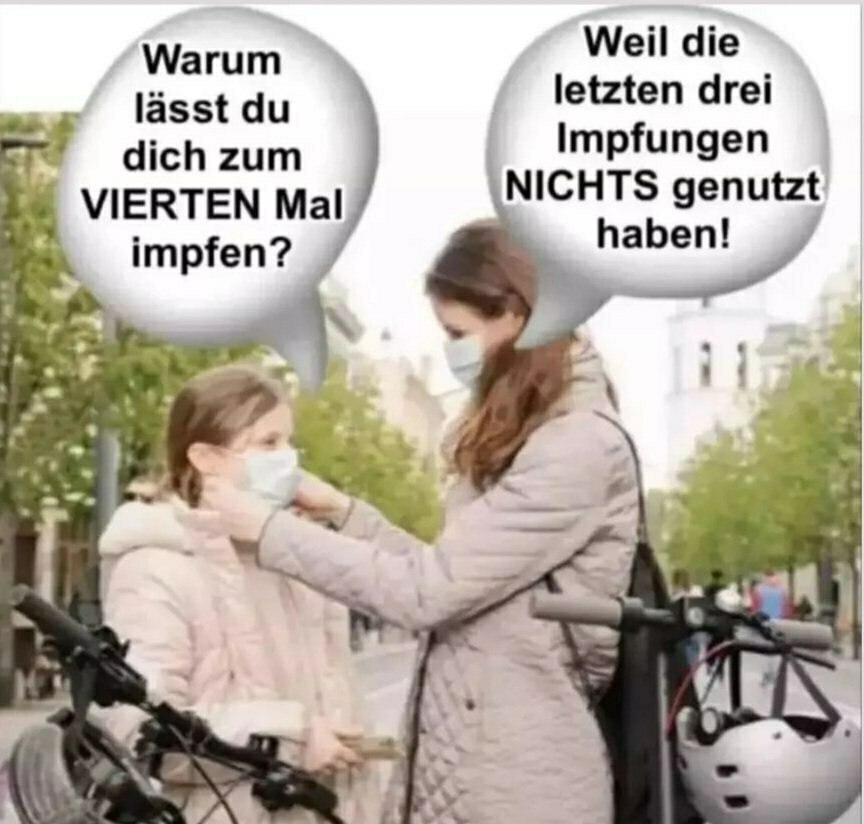 Warum
lässt du
dich zum
VIERTEN Mal
impfen?
Weil die
letzten drei
Impfungen
NICHTS genutzt
haben!